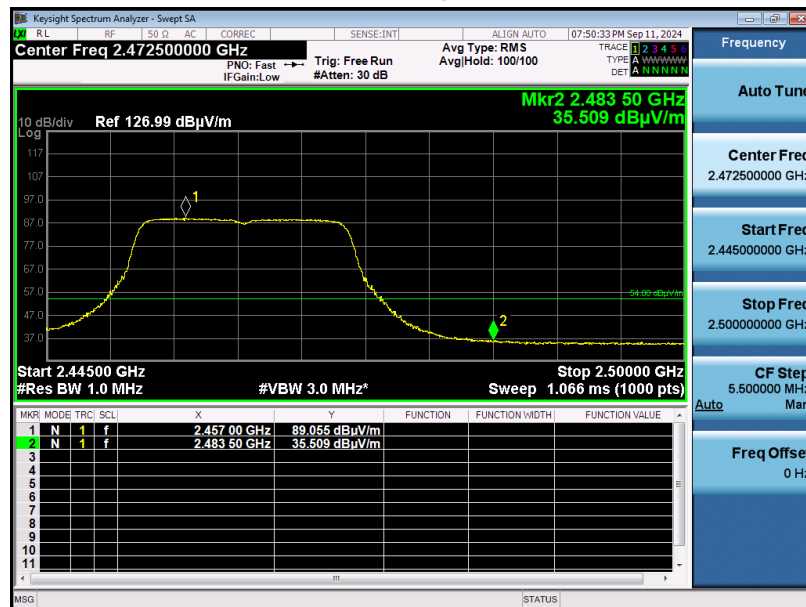 Keysight Spectrum Analyzer - Swept SA
LXI RL RF 50 Ω AC CORREC SENSE:INT ALIGN AUTO 07:50:33 PM Sep 11, 2024
Center Freq 2.472500000 GHz
PNO: Fast
IFGain:Low
Trig: Free Run
#Atten: 30 dB
Avg Type: RMS
Avg|Hold: 100/100
TRACE 1 2 3 4 5 6
TYPE A WWWWW
DET A N N N N N
Mkr2 2.483 50 GHz
35.509 dBµV/m
10 dB/div Ref 126.99 dBµV/m
Log
117
107
97.0
1
87.0
77.0
67.0
57.0
54.00 dBµV/m
47.0
2
37.0
Start 2.44500 GHz Stop 2.50000 GHz
#Res BW 1.0 MHz #VBW 3.0 MHz* Sweep 1.066 ms (1000 pts)
MKR MODE TRC SCL X Y FUNCTION FUNCTION WIDTH FUNCTION VALUE
1 N 1 f 2.457 00 GHz 89.055 dBµV/m
2 N 1 f 2.483 50 GHz 35.509 dBµV/m
3
4
5
6
7
8
9
10
11
MSG STATUS
Frequency
Auto Tune
Center Freq
2.472500000 GHz
Start Freq
2.445000000 GHz
Stop Freq
2.500000000 GHz
CF Step
5.500000 MHz
Auto Man
Freq Offset
0 Hz